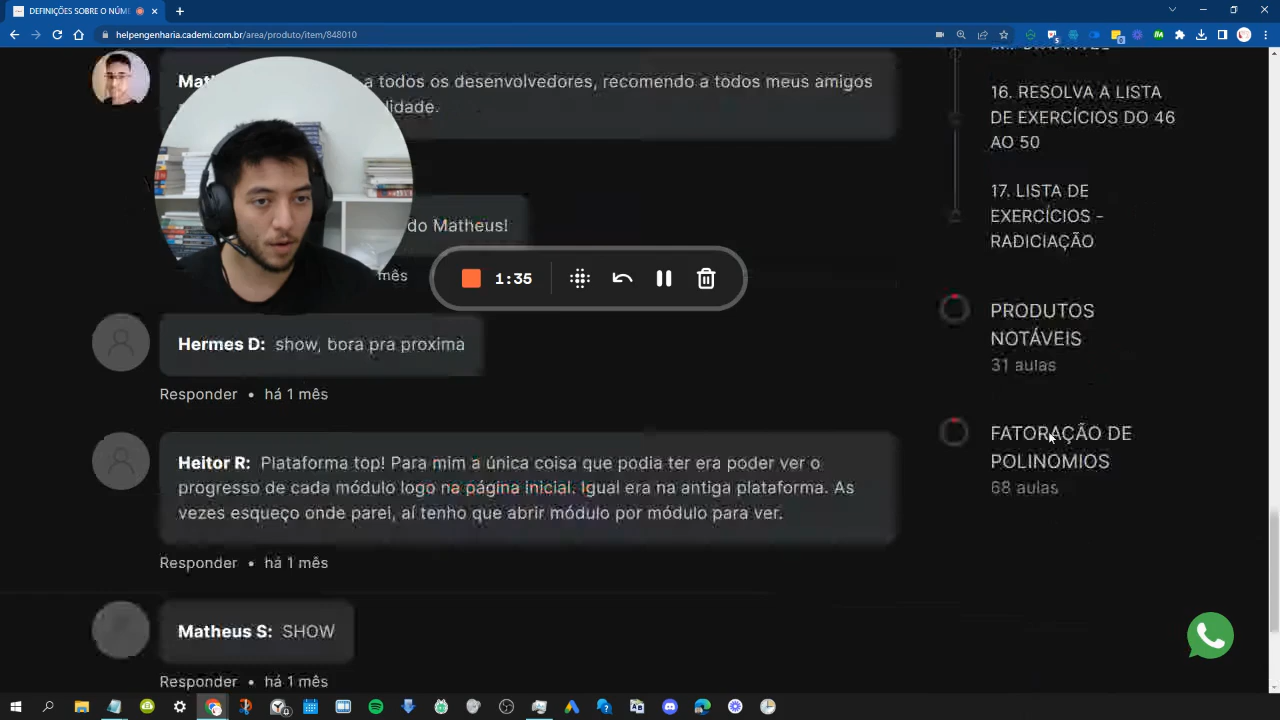 DEFINIÇÕES SOBRE O NÚM
helpengenharia.cademi.com.br/area/produto/item/848010
a todos os desenvolvedores, recomendo a todos meus amigos
do Matheus!
mês
1:35
Hermes D: show, bora pra proxima
Responder • há 1 mês
Heitor R: Plataforma top! Para mim a única coisa que podia ter era poder ver o
progresso de cada módulo logo na página inicial. Igual era na antiga plataforma. As
vezes esqueço onde parei, aí tenho que abrir módulo por módulo para ver.
Responder • há 1 mês
Matheus S: SHOW
Responder • há 1 mês
16. RESOLVA A LISTA
DE EXERCÍCIOS DO 46
AO 50
17. LISTA DE
EXERCÍCIOS -
RADICIAÇÃO
PRODUTOS
NOTÁVEIS
31 aulas
FATORAÇÃO DE
POLINOMIOS
68 aulas